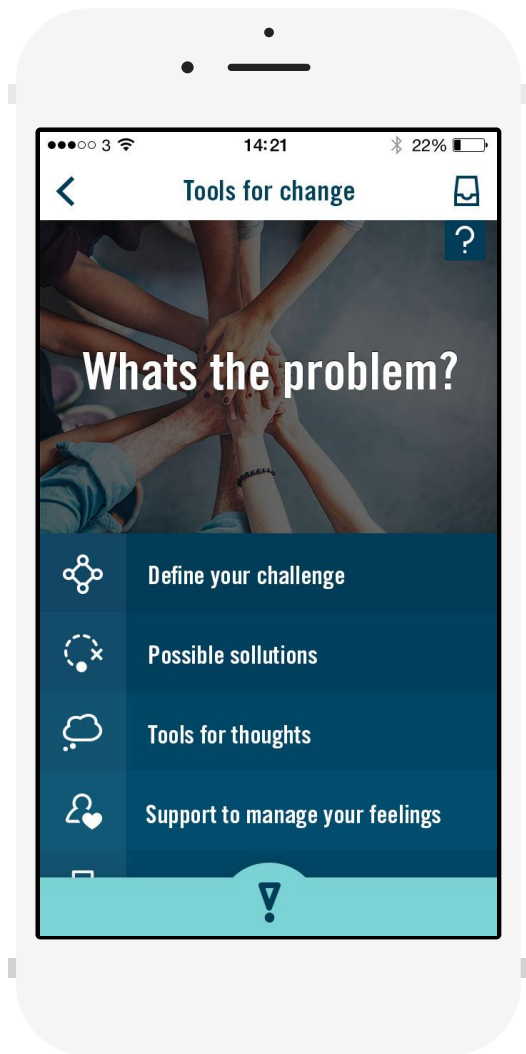 3
14:21
22%
Tools for change
?
Whats the problem?
Define your challenge
Possible sollutions
Tools for thoughts
Support to manage your feelings